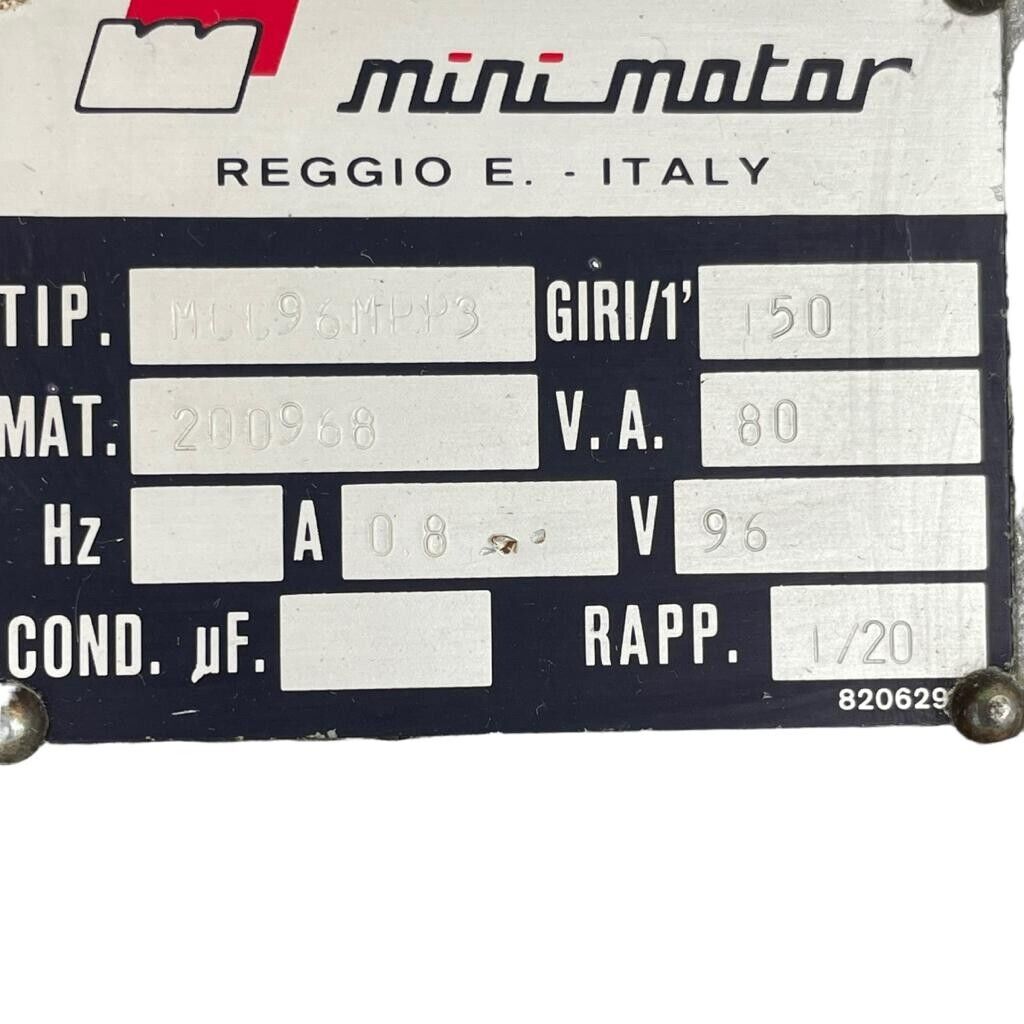 mini motor
REGGIO E. - ITALY
TIP. MCC96MPP3 GIRI/1' 150
MAT. 200968 V.A. 80
Hz A 0.8 V 96
COND. µF. RAPP. 1/20
820629